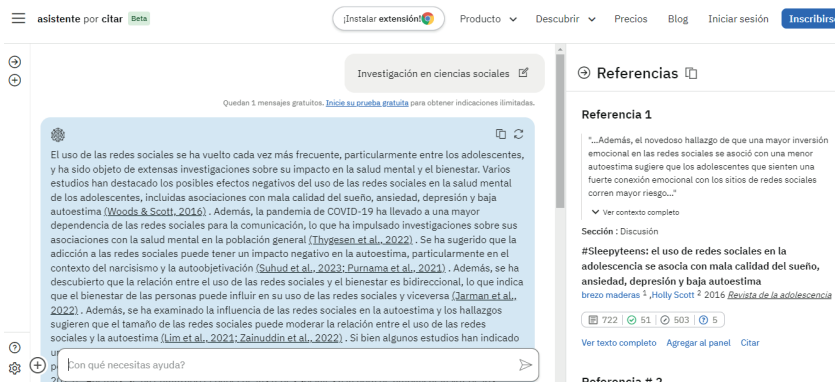 asistente por citar Beta
¡Instalar extensión!
Producto
Descubrir
Precios
Blog
Iniciar sesión
Inscribirse
Investigación en ciencias sociales
Quedan 1 mensajes gratuitos. Inicie su prueba gratuita para obtener indicaciones ilimitadas.
El uso de las redes sociales se ha vuelto cada vez más frecuente, particularmente entre los adolescentes,
y ha sido objeto de extensas investigaciones sobre su impacto en la salud mental y el bienestar. Varios
estudios han destacado los posibles efectos negativos del uso de las redes sociales en la salud mental
de los adolescentes, incluidas asociaciones con mala calidad del sueño, ansiedad, depresión y baja
autoestima (Woods & Scott, 2016) . Además, la pandemia de COVID-19 ha llevado a una mayor
dependencia de las redes sociales para la comunicación, lo que ha impulsado investigaciones sobre sus
asociaciones con la salud mental en la población general (Thygesen et al., 2022) . Se ha sugerido que la
adicción a las redes sociales puede tener un impacto negativo en la autoestima, particularmente en el
contexto del narcisismo y la autoobjetivación (Suhud et al., 2023; Purnama et al., 2021) . Además, se ha
descubierto que la relación entre el uso de las redes sociales y el bienestar es bidireccional, lo que indica
que el bienestar de las personas puede influir en su uso de las redes sociales y viceversa (Jarman et al.,
2022) . Además, se ha examinado la influencia de las redes sociales en la autoestima y los hallazgos
sugieren que el tamaño de las redes sociales puede moderar la relación entre el uso de las redes
sociales y la autoestima (Lim et al., 2021; Zainuddin et al., 2022) . Si bien algunos estudios han indicado
Con qué necesitas ayuda?
Referencias
Referencia 1
"...Además, el novedoso hallazgo de que una mayor inversión
emocional en las redes sociales se asoció con una menor
autoestima sugiere que los adolescentes que sienten una
fuerte conexión emocional con los sitios de redes sociales
corren mayor riesgo..."
Ver contexto completo
Sección : Discusión
#Sleepyteens: el uso de redes sociales en la
adolescencia se asocia con mala calidad del sueño,
ansiedad, depresión y baja autoestima
brezo maderas 1 ,Holly Scott 2 2016 Revista de la adolescencia
722 51 503 5
Ver texto completo Agregar al panel Citar
Referencia # 2